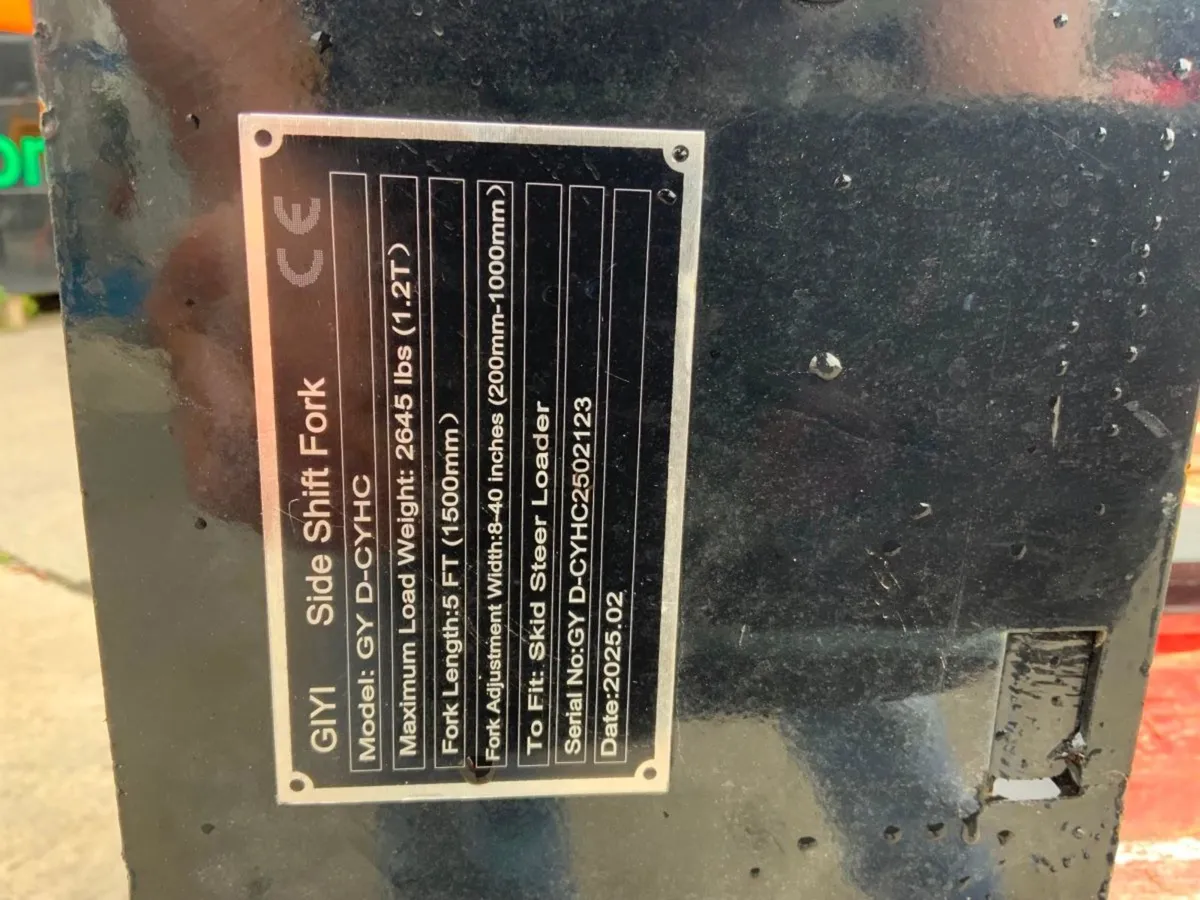 GIYI Side Shift Fork CE
Model: GY D-CYHC
Maximum Load Weight: 2645 lbs (1.2T)
Fork Length:5 FT (1500mm)
Fork Adjustment Width:8-40 inches (200mm-1000mm)
To Fit: Skid Steer Loader
Serial No:GY D-CYHC2502123
Date:2025.02